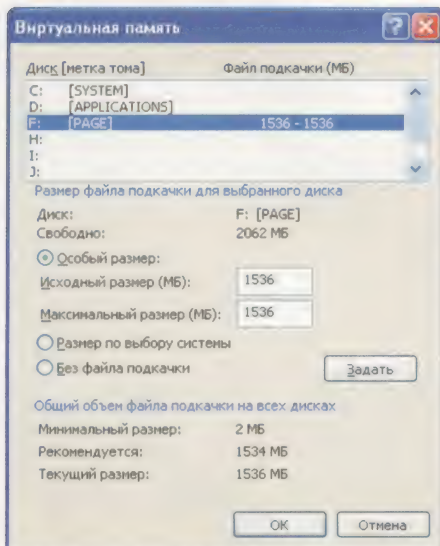 Виртуальная память
Диск [метка тома] Файл подкачки (МБ)
C: [SYSTEM]
D: [APPLICATIONS]
F: [PAGE] 1536 - 1536
H:
I:
J:
Размер файла подкачки для выбранного диска
Диск: F: [PAGE]
Свободно: 2062 МБ
Особый размер:
Исходный размер (МБ): 1536
Максимальный размер (МБ): 1536
Размер по выбору системы
Без файла подкачки
Задать
Общий объем файла подкачки на всех дисках
Минимальный размер: 2 МБ
Рекомендуется: 1534 МБ
Текущий размер: 1536 МБ
OK Отмена